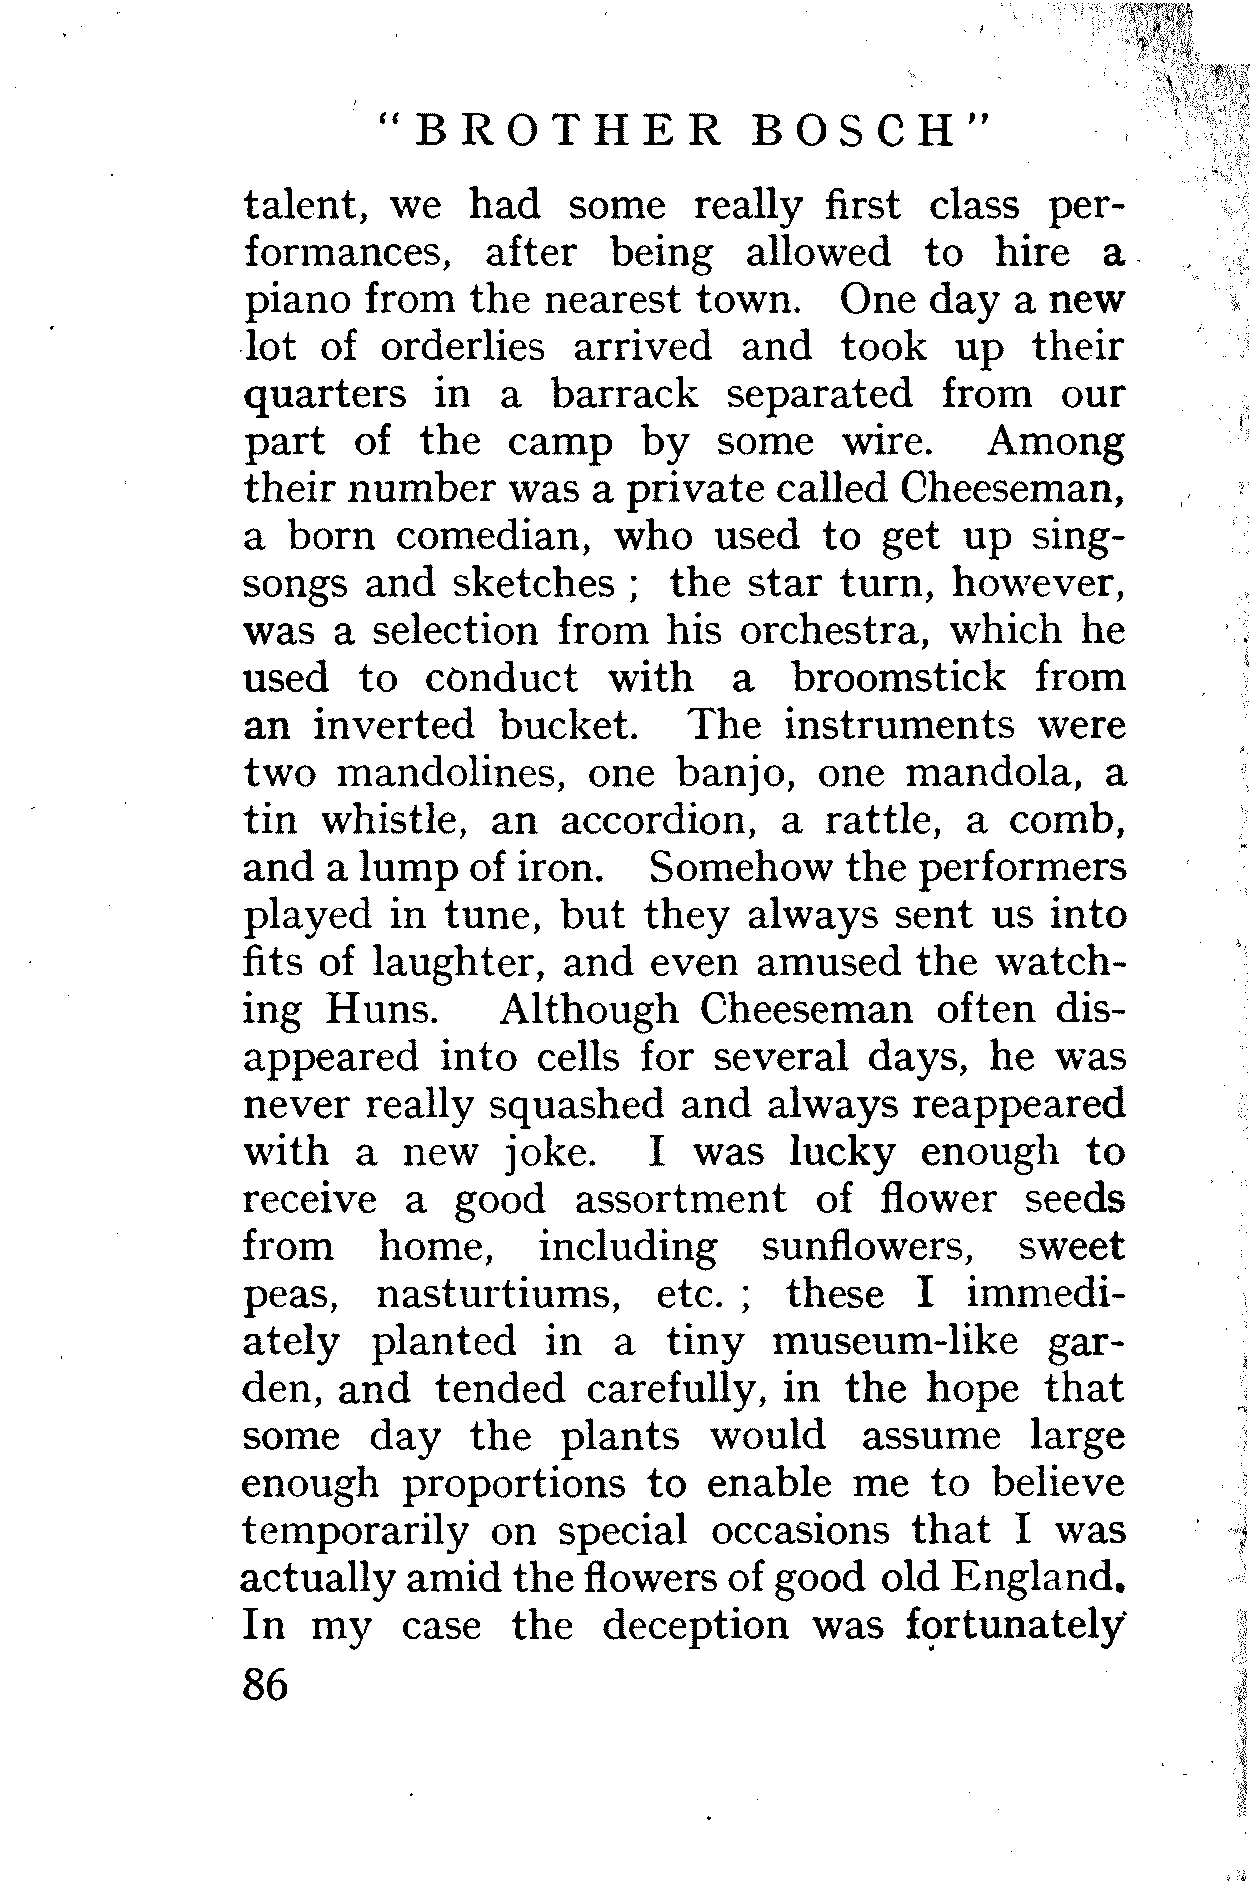 "BROTHER BOSCH"
talent, we had some really first class per-
formances, after being allowed to hire a
piano from the nearest town. One day a new
lot of orderlies arrived and took up their
quarters in a barrack separated from our
part of the camp by some wire. Among
their number was a private called Cheeseman,
a born comedian, who used to get up sing-
songs and sketches ; the star turn, however,
was a selection from his orchestra, which he
used to conduct with a broomstick from
an inverted bucket. The instruments were
two mandolines, one banjo, one mandola, a
tin whistle, an accordion, a rattle, a comb,
and a lump of iron. Somehow the performers
played in tune, but they always sent us into
fits of laughter, and even amused the watch-
ing Huns. Although Cheeseman often dis-
appeared into cells for several days, he was
never really squashed and always reappeared
with a new joke. I was lucky enough to
receive a good assortment of flower seeds
from home, including sunflowers, sweet
peas, nasturtiums, etc. ; these I immedi-
ately planted in a tiny museum-like gar-
den, and tended carefully, in the hope that
some day the plants would assume large
enough proportions to enable me to believe
temporarily on special occasions that I was
actually amid the flowers of good old England.
In my case the deception was fortunately
86